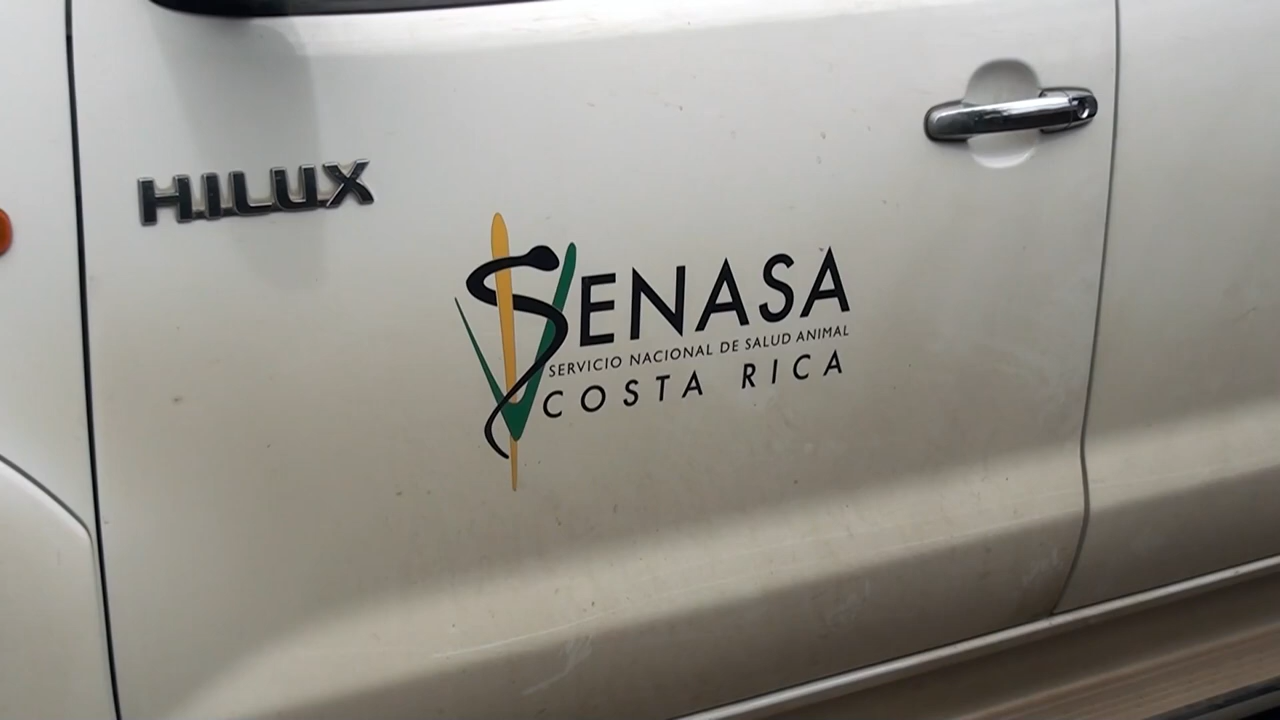 HILUX
SENASA
SERVICIO NACIONAL DE SALUD ANIMAL
COSTA RICA